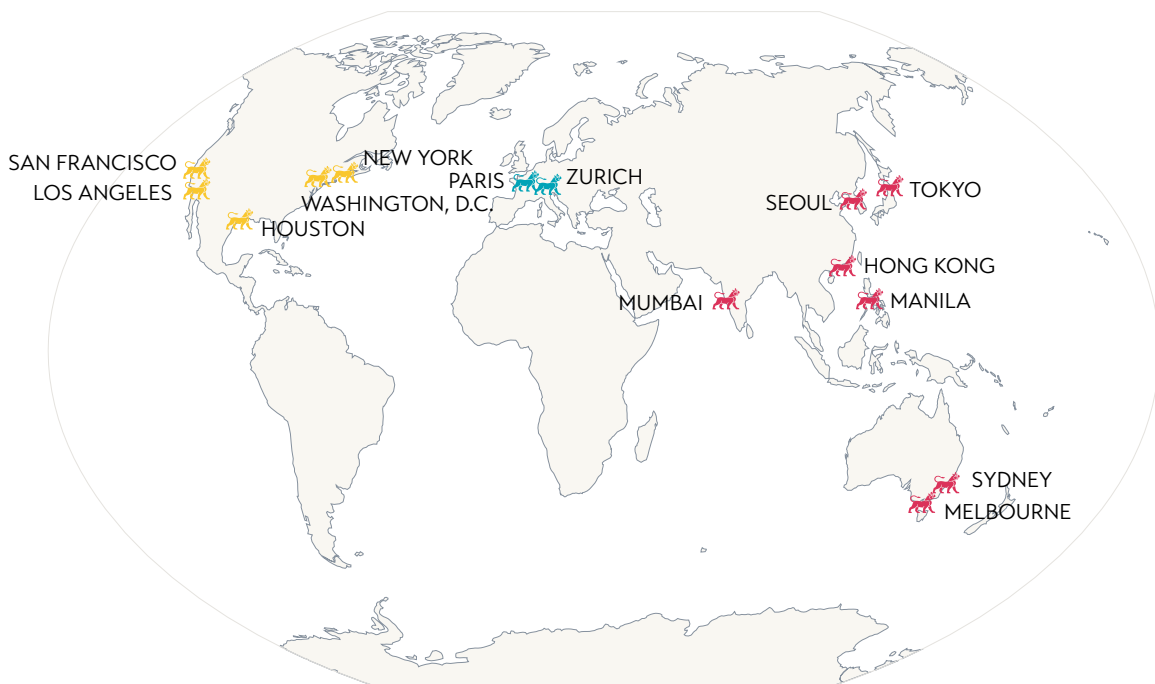 SAN FRANCISCO
LOS ANGELES
NEW YORK
WASHINGTON, D.C.
HOUSTON
PARIS
ZURICH
SEOUL
TOKYO
HONG KONG
MUMBAI
MANILA
SYDNEY
MELBOURNE